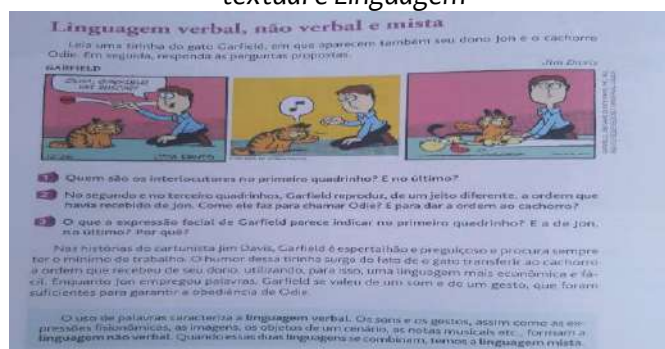 textual e Linguagem
Linguagem verbal, não verbal e mista
Leia uma tirinha do gato Garfield, em que aparecem também seu dono Jon e o cachorro
Odie. Em seguida, responda às perguntas propostas.
GARFIELD
Jim Davis
1 Quem são os interlocutores no primeiro quadrinho? E no último?
2 No segundo e no terceiro quadrinhos, Garfield reproduz, de um jeito diferente, a ordem que
havia recebido de Jon. Como ele faz para chamar Odie? E para dar a ordem ao cachorro?
3 O que a expressão facial de Garfield parece indicar no primeiro quadrinho? E a de Jon,
no último? Por quê?
Nas histórias do cartunista Jim Davis, Garfield é espertalhão e preguiçoso e procura sempre
ter o mínimo de trabalho. O humor dessa tirinha surge do fato de o gato transferir ao cachorro
a ordem que recebeu de seu dono, utilizando, para isso, uma linguagem mais econômica e fá-
cil. Enquanto Jon empregou palavras, Garfield se valeu de um som e de um gesto, que foram
suficientes para garantir a obediência de Odie.
O uso de palavras caracteriza a linguagem verbal. Os sons e os gestos, assim como as ex-
pressões fisionômicas, as imagens, os objetos de um cenário, as notas musicais etc., formam a
linguagem não verbal. Quando essas duas linguagens se combinam, temos a linguagem mista.